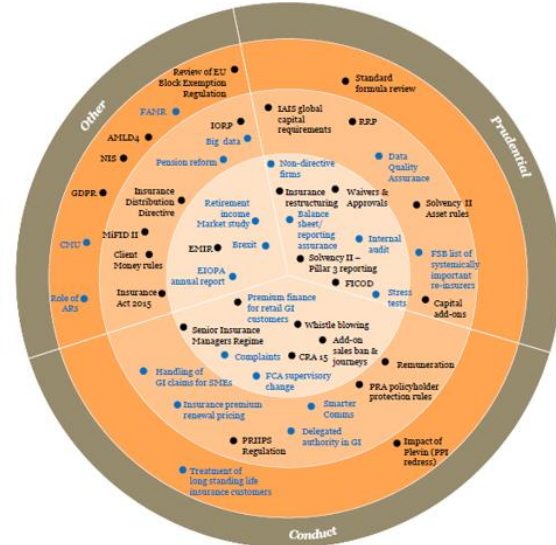 Other
Prudential
Conduct
Review of EU
Block Exemption
Regulation
FAMR
AMLD4
NIS
GDPR
CMU
Role of
ARs
IORP
Big data
Pension reform
Insurance
Distribution
Directive
MiFID II
Client
Money rules
Insurance
Act 2015
Retirement
income
Market study
EMIR
Brexit
EIOPA
annual report
Standard
formula review
IAIS global
capital
requirements
RRP
Data
Quality
Assurance
Non-directive
firms
Insurance
restructuring
Waivers &
Approvals
Solvency II
Asset rules
Balance
sheet/
reporting
assurance
Internal
audit
Solvency II –
Pillar 3 reporting
FSB list of
systemically
important
re-insurers
FICOD
Stress
tests
Capital
add-ons
Premium finance
for retail GI
customers
Senior Insurance
Managers Regime
Whistle blowing
Add-on
sales ban &
journeys
Complaints
CRA 15
FCA supervisory
change
Handling of
GI claims for SMEs
Remuneration
PRA policyholder
protection rules
Insurance premium
renewal pricing
Smarter
Comms
Delegated
authority in GI
PRIIPS
Regulation
Impact of
Plevin (PPI
redress)
Treatment of
long standing life
insurance customers